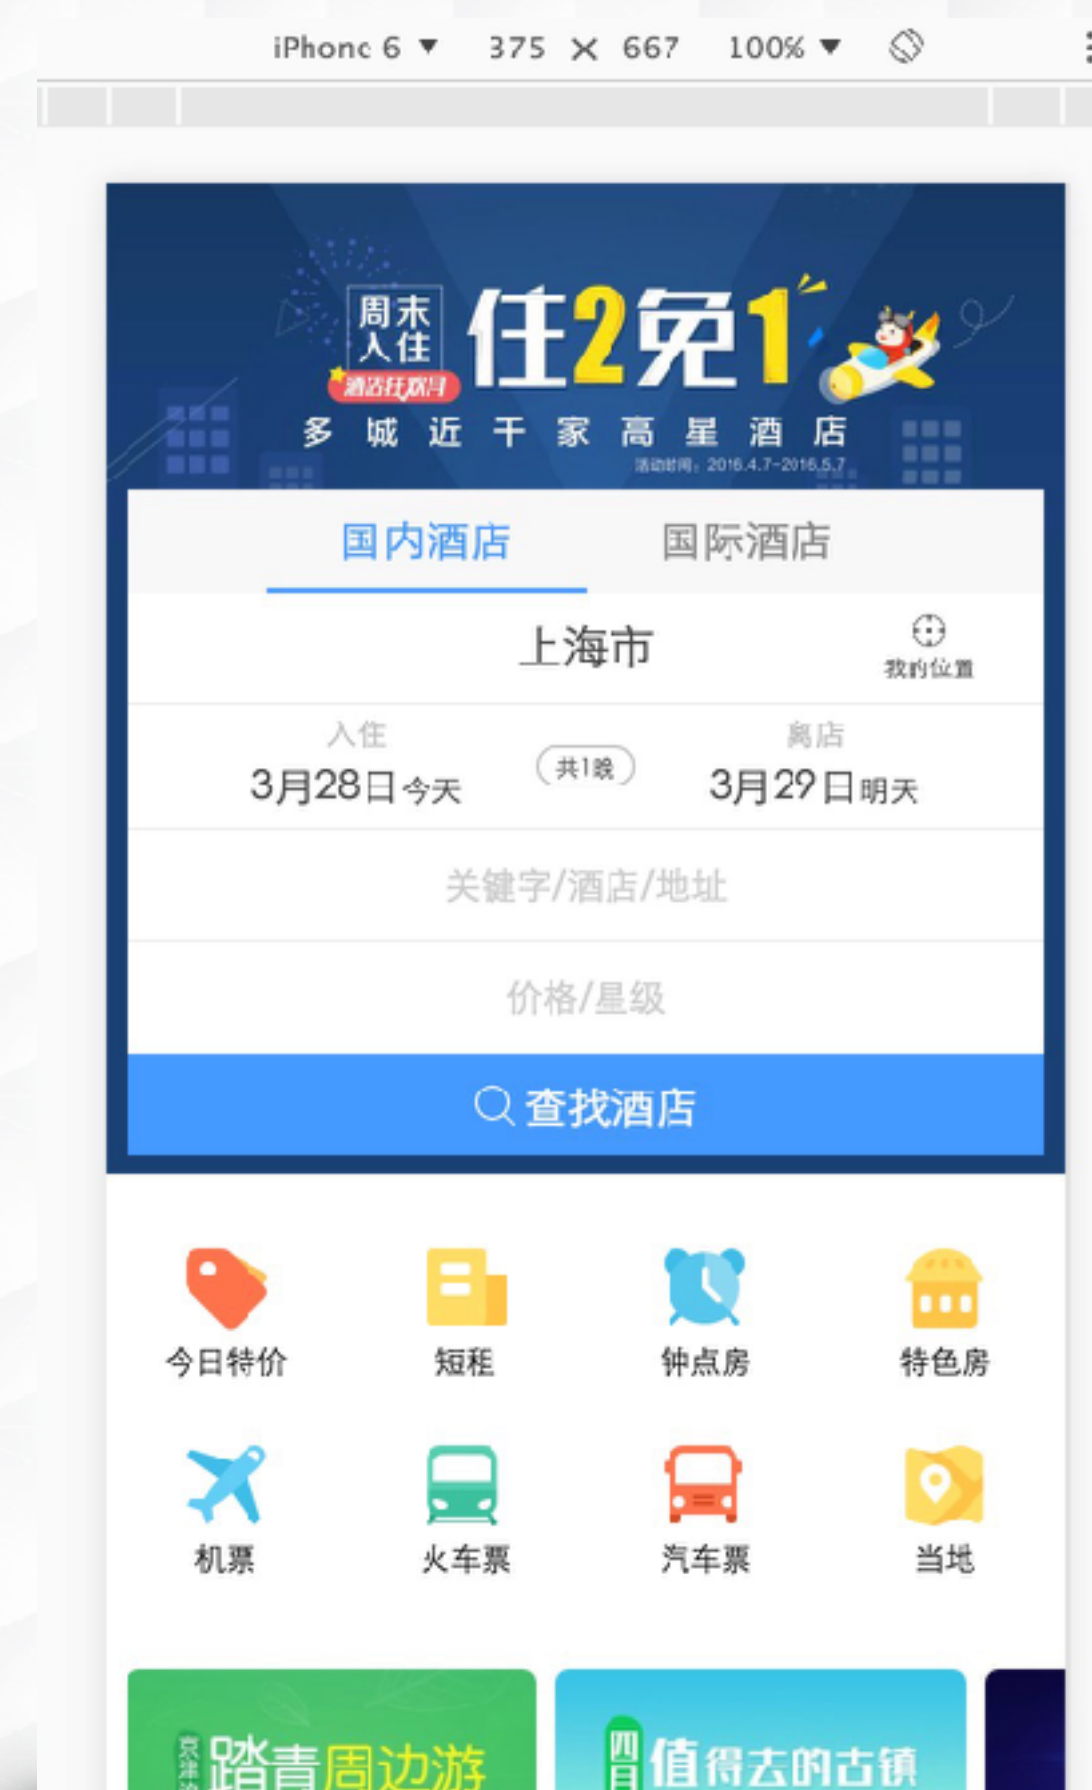 iPhone 6 ▼ 375 × 667 100% ▼
周末
入住
住2免1
酒店狂欢月
多城近千家高星酒店
活动时间：2016.4.7-2016.5.7
国内酒店 国际酒店
上海市
我的位置
入住 离店
3月28日今天 共1晚 3月29日明天
关键字/酒店/地址
价格/星级
查找酒店
今日特价 短租 钟点房 特色房
机票 火车票 汽车票 当地
京津 踏青周边游
四月 值得去的古镇